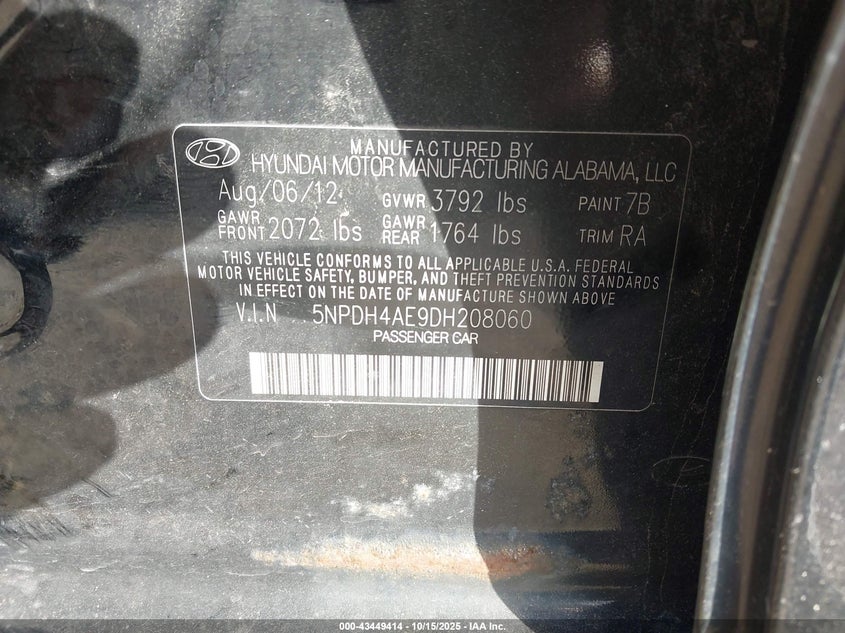 MANUFACTURED BY
HYUNDAI MOTOR MANUFACTURING ALABAMA, LLC
Aug/06/12 GVWR 3792 lbs PAINT 7B
GAWR FRONT 2072 lbs GAWR REAR 1764 lbs TRIM RA
THIS VEHICLE CONFORMS TO ALL APPLICABLE U.S.A. FEDERAL
MOTOR VEHICLE SAFETY, BUMPER, AND THEFT PREVENTION STANDARDS
IN EFFECT ON THE DATE OF MANUFACTURE SHOWN ABOVE
V.I.N 5NPDH4AE9DH208060
PASSENGER CAR
000-43449414 - 10/15/2025 - IAA Inc.